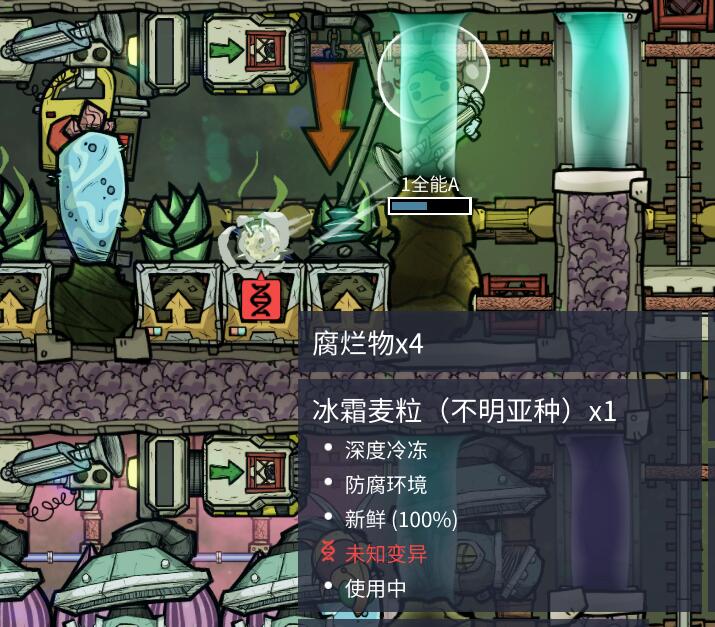 1全能A
腐烂物x4
冰霜麦粒（不明亚种）x1
深度冷冻
防腐环境
新鲜 (100%)
未知变异
使用中